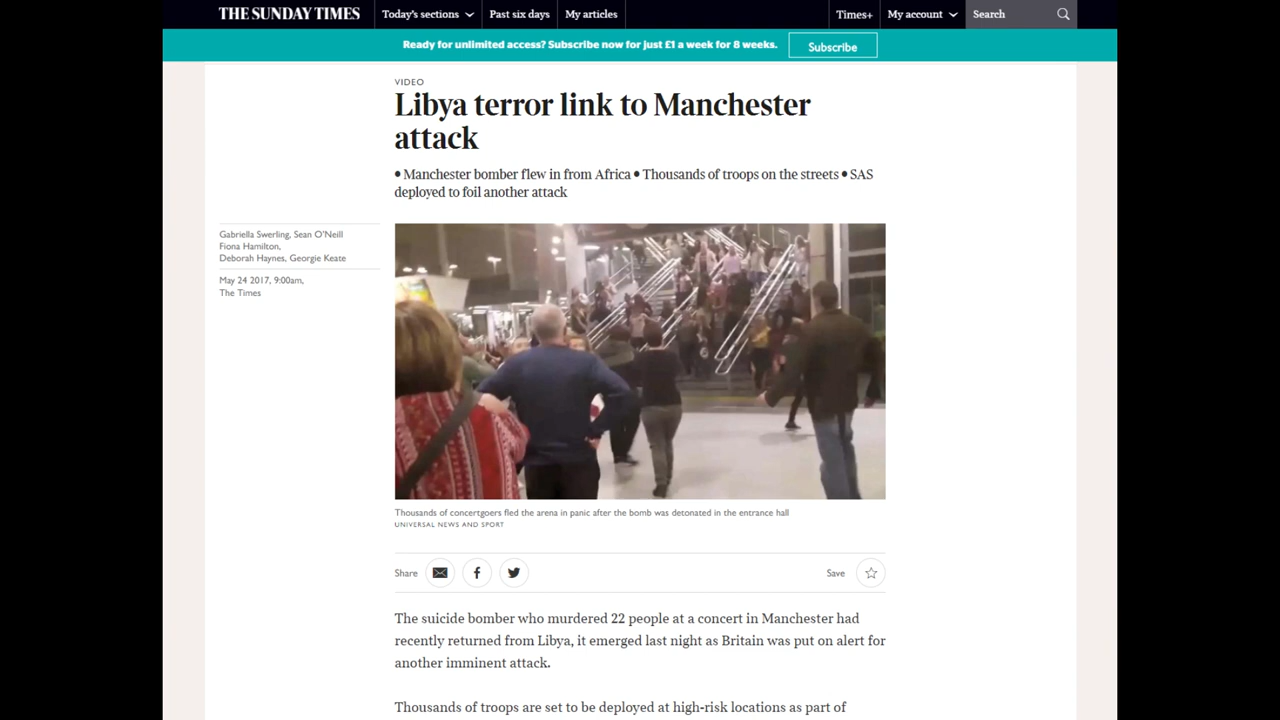 THE SUNDAY TIMES
Today's sections
Past six days
My articles
Times+
My account
Search
Ready for unlimited access? Subscribe now for just £1 a week for 8 weeks.
Subscribe
VIDEO
Libya terror link to Manchester
attack
• Manchester bomber flew in from Africa • Thousands of troops on the streets • SAS
deployed to foil another attack
Gabriella Swerling, Sean O'Neill
Fiona Hamilton,
Deborah Haynes, Georgie Keate
May 24 2017, 9:00am,
The Times
Thousands of concertgoers fled the arena in panic after the bomb was detonated in the entrance hall
UNIVERSAL NEWS AND SPORT
Share
Save
The suicide bomber who murdered 22 people at a concert in Manchester had
recently returned from Libya, it emerged last night as Britain was put on alert for
another imminent attack.
Thousands of troops are set to be deployed at high-risk locations as part of